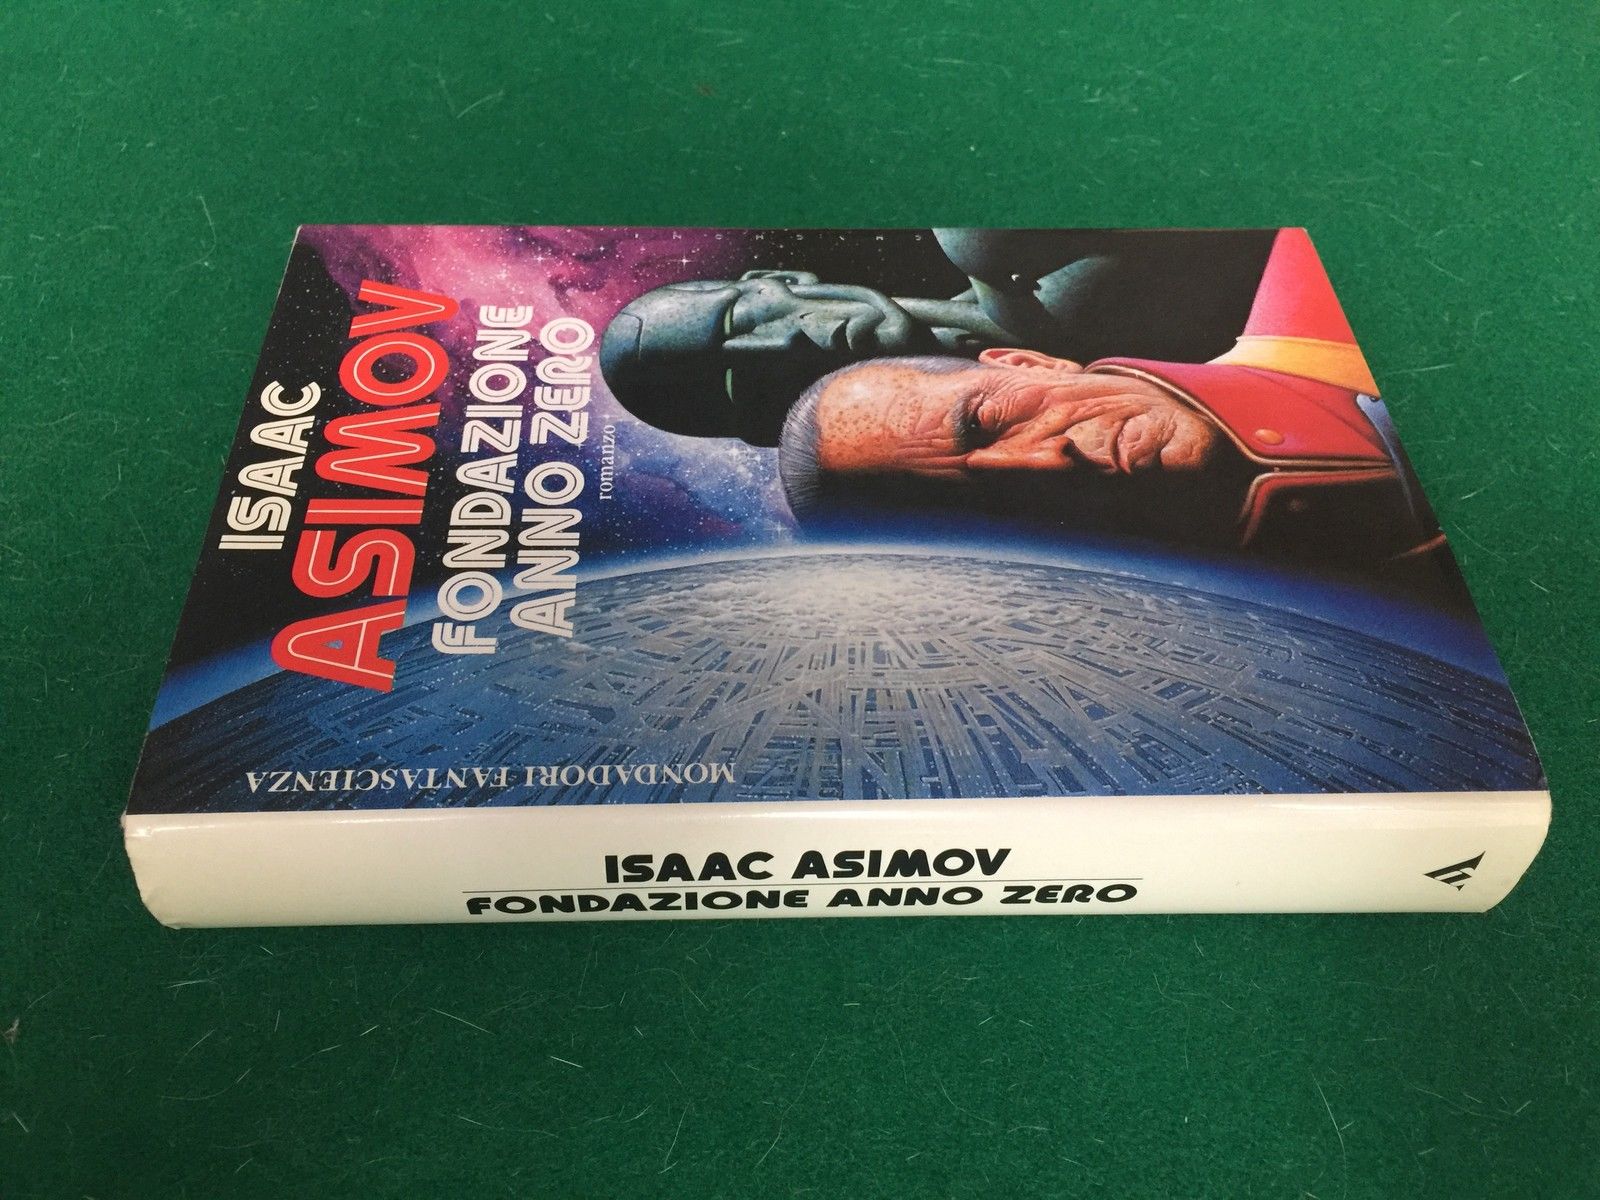 ISAAC
ASIMOV
FONDAZIONE
ANNO ZERO
romanzo
MONDADORI FANTASCIENZA
ISAAC ASIMOV
FONDAZIONE ANNO ZERO